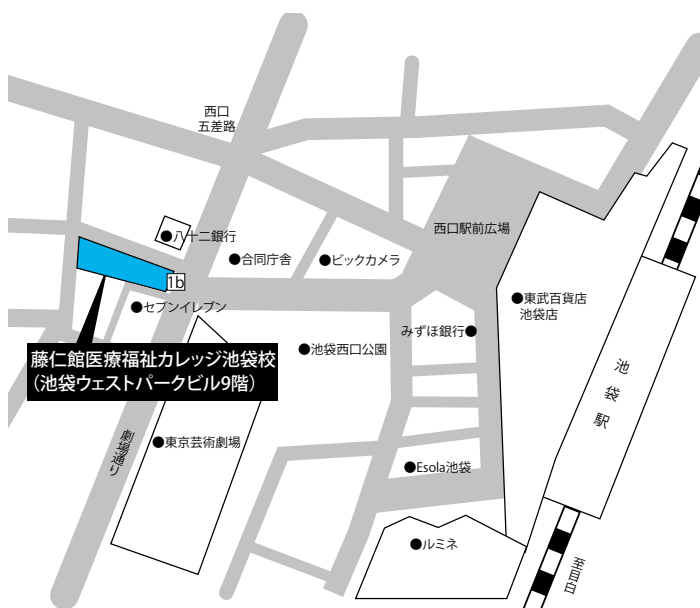 西口
五差路
●八十二銀行
●合同庁舎
●ビックカメラ
西口駅前広場
1b
●セブンイレブン
●東武百貨店
池袋店
みずほ銀行●
藤仁館医療福祉カレッジ池袋校
（池袋ウェストパークビル9階）
●池袋西口公園
池袋駅
劇場通り
●東京芸術劇場
●Esola池袋
●ルミネ
至目白